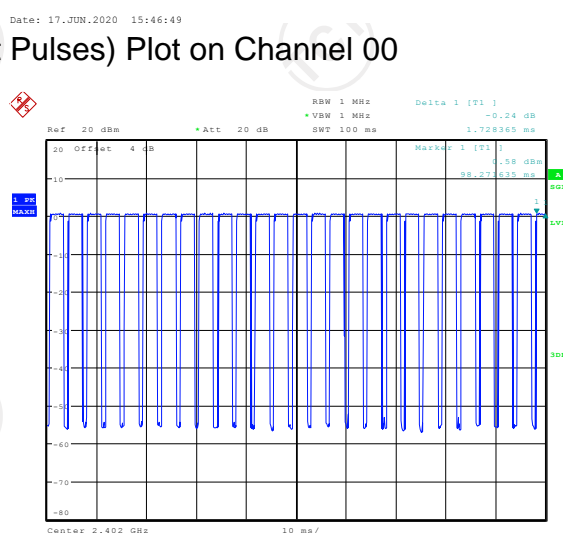 Date: 17.JUN.2020 15:46:49
Pulses) Plot on Channel 00
R S
RBW 1 MHz Delta 1 [T1 ]
VBW 1 MHz -0.24 dB
Ref 20 dBm Att 20 dB SWT 100 ms 1.728365 ms
20 Offset 4 dB Marker 1 [T1 ]
0.58 dBm
98.271635 ms
A
SGL
1 PK
MAXH
LVL
3DB
10
0
-10
-20
-30
-40
-50
-60
-70
-80
1
Center 2.402 GHz 10 ms/